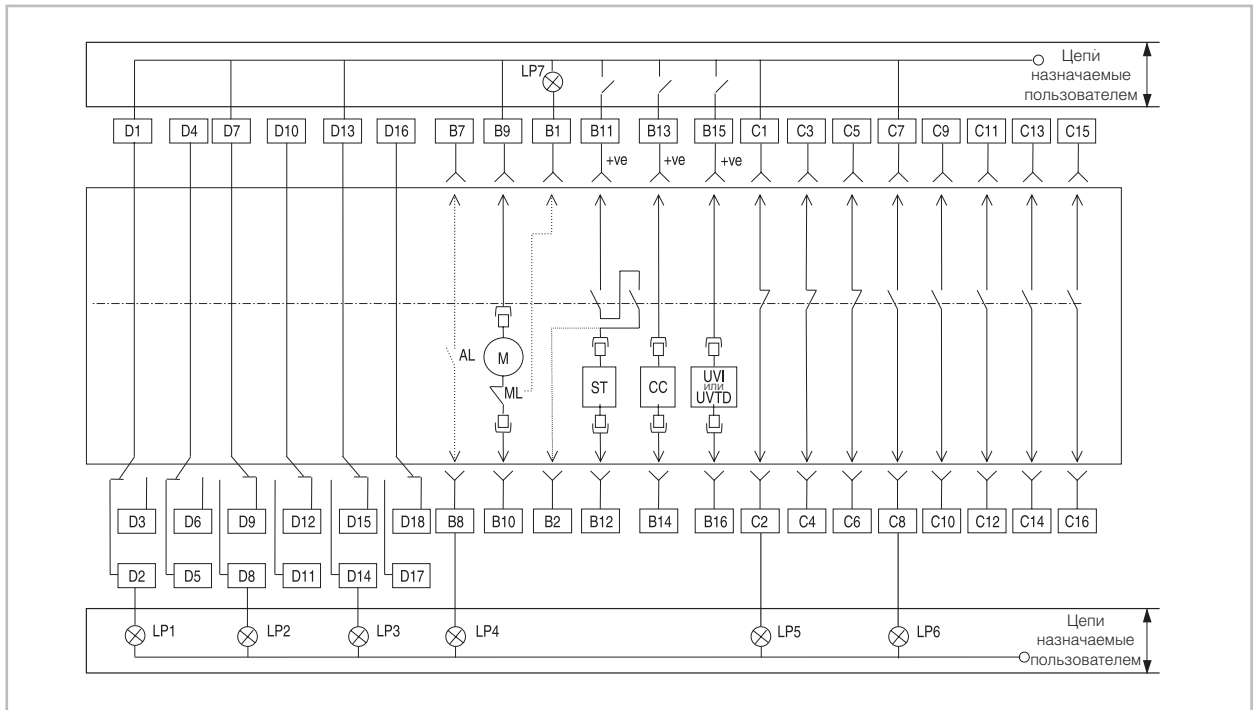 Цепи
назначаемые
пользователем
LP7
D1 D4 D7 D10 D13 D16 B7 B9 B1 B11 B13 B15 C1 C3 C5 C7 C9 C11 C13 C15
+ve +ve +ve
AL M ML ST CC UVI
или
UVTD
D3 D6 D9 D12 D15 D18 B8 B10 B2 B12 B14 B16 C2 C4 C6 C8 C10 C12 C14 C16
D2 D5 D8 D11 D14 D17
LP1 LP2 LP3 LP4 LP5 LP6
Цепи
назначаемые
пользователем